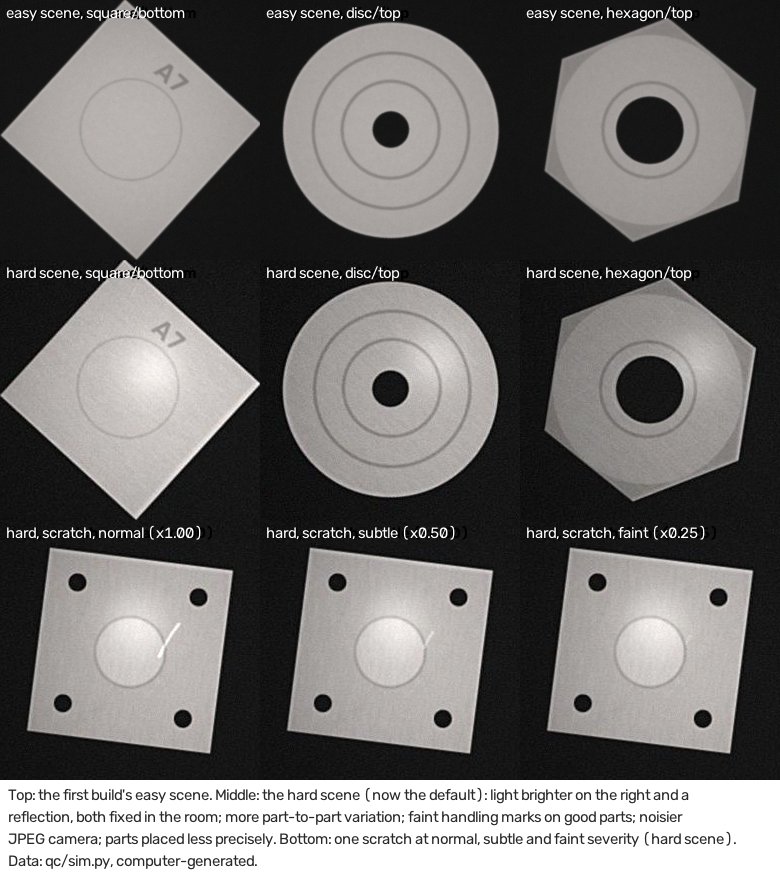 easy scene, square/bottom
easy scene, disc/top
easy scene, hexagon/top
A7
hard scene, square/bottom
hard scene, disc/top
hard scene, hexagon/top
A7
hard, scratch, normal (x1.00)
hard, scratch, subtle (x0.50)
hard, scratch, faint (x0.25)
Top: the first build's easy scene. Middle: the hard scene (now the default): light brighter on the right and a
reflection, both fixed in the room; more part-to-part variation; faint handling marks on good parts; noisier
JPEG camera; parts placed less precisely. Bottom: one scratch at normal, subtle and faint severity (hard scene).
Data: qc/sim.py, computer-generated.